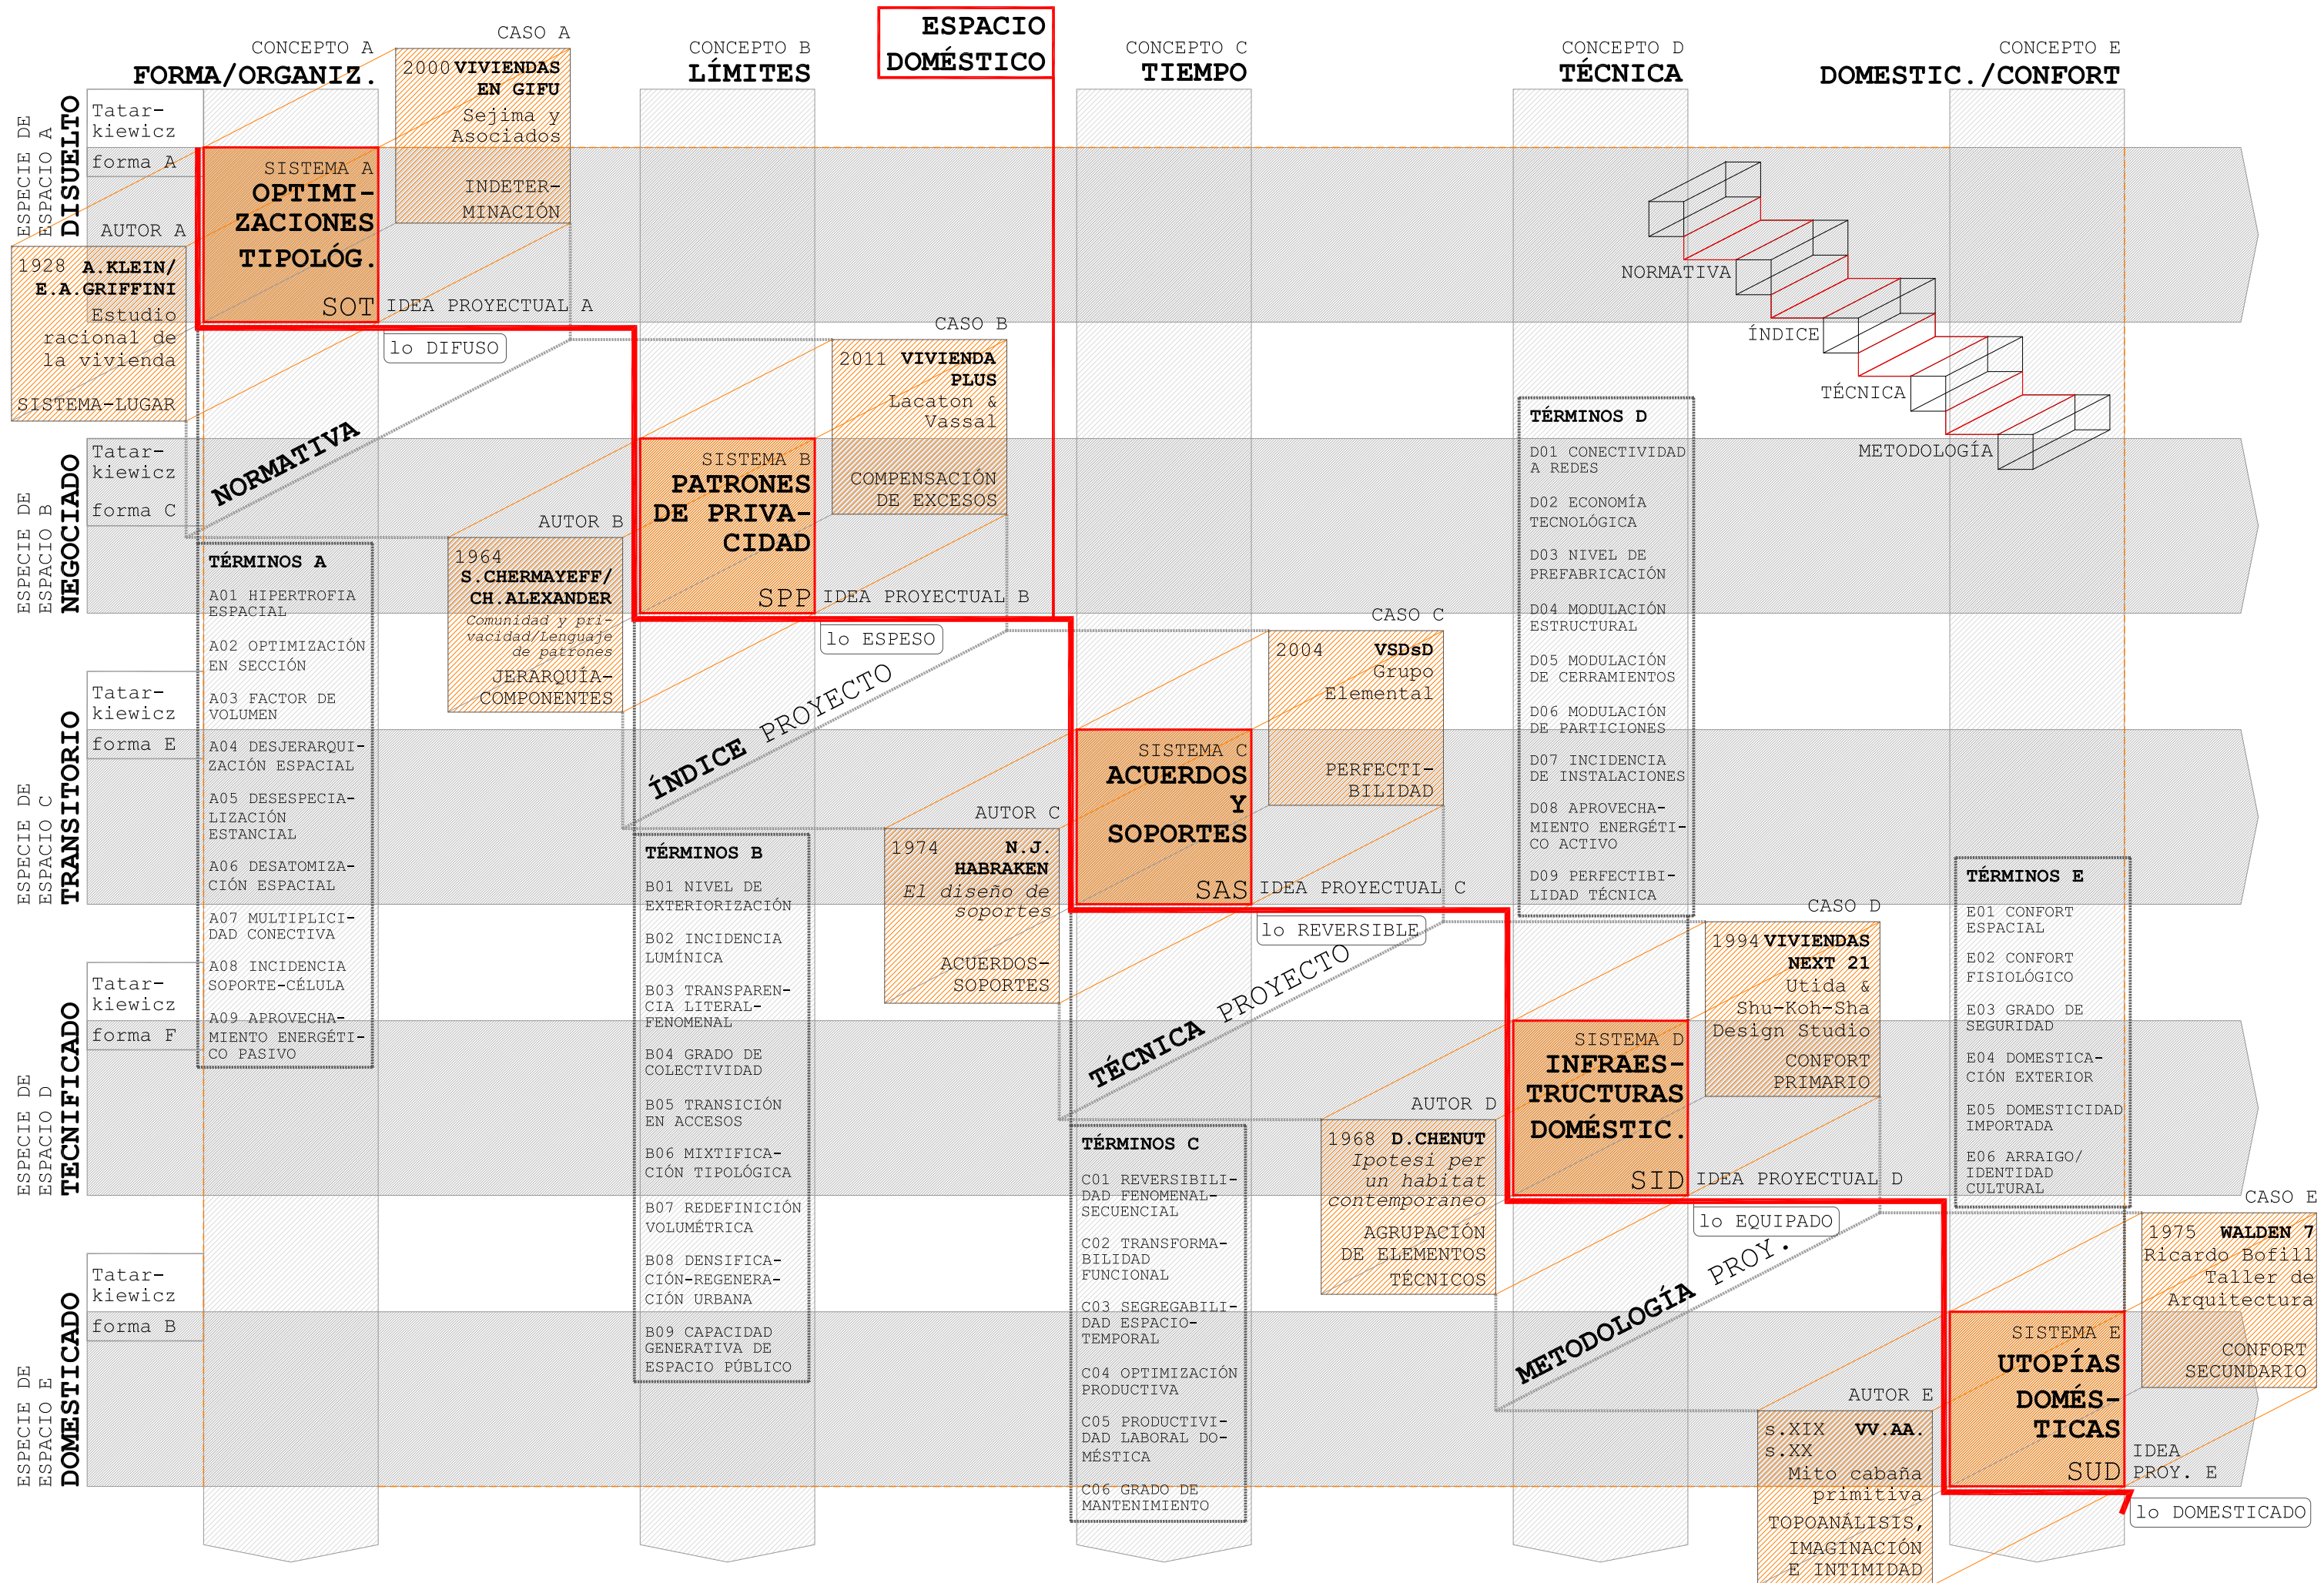 ESPACIO
DOMÉSTICO
CONCEPTO A
FORMA/ORGANIZ.
CONCEPTO B
LÍMITES
CONCEPTO C
TIEMPO
CONCEPTO D
TÉCNICA
CONCEPTO E
DOMESTIC./CONFORT
ESPECIE DE
ESPACIO A
DISUELTO
Tatar-
kiewicz
forma A
CASO A
2000 VIVIENDAS
EN GIFU
Sejima y
Asociados
INDETER-
MINACIÓN
SISTEMA A
OPTIMI-
ZACIONES
TIPOLÓG.
SOT
IDEA PROYECTUAL A
lo DIFUSO
AUTOR A
1928 A.KLEIN/
E.A.GRIFFINI
Estudio
racional de
la vivienda
SISTEMA-LUGAR
NORMATIVA
NORMATIVA
ÍNDICE
TÉCNICA
METODOLOGÍA
ESPECIE DE
ESPACIO B
NEGOCIADO
Tatar-
kiewicz
forma C
CASO B
2011 VIVIENDA
PLUS
Lacaton &
Vassal
COMPENSACIÓN
DE EXCESOS
SISTEMA B
PATRONES
DE PRIVA-
CIDAD
SPP
IDEA PROYECTUAL B
lo ESPESO
AUTOR B
1964
S.CHERMAYEFF/
CH.ALEXANDER
Comunidad y pri-
vacidad/Lenguaje
de patrones
JERARQUÍA-
COMPONENTES
ÍNDICE PROYECTO
TÉRMINOS A
A01 HIPERTROFIA
ESPACIAL
A02 OPTIMIZACIÓN
EN SECCIÓN
A03 FACTOR DE
VOLUMEN
A04 DESJERARQUI-
ZACIÓN ESPACIAL
A05 DESESPECIA-
LIZACIÓN
ESTANCIAL
A06 DESATOMIZA-
CIÓN ESPACIAL
A07 MULTIPLICI-
DAD CONECTIVA
A08 INCIDENCIA
SOPORTE-CÉLULA
A09 APROVECHA-
MIENTO ENERGÉTI-
CO PASIVO
TÉRMINOS D
D01 CONECTIVIDAD
A REDES
D02 ECONOMÍA
TECNOLÓGICA
D03 NIVEL DE
PREFABRICACIÓN
D04 MODULACIÓN
ESTRUCTURAL
D05 MODULACIÓN
DE CERRAMIENTOS
D06 MODULACIÓN
DE PARTICIONES
D07 INCIDENCIA
DE INSTALACIONES
D08 APROVECHA-
MIENTO ENERGÉTI-
CO ACTIVO
D09 PERFECTIBI-
LIDAD TÉCNICA
ESPECIE DE
ESPACIO C
TRANSITORIO
Tatar-
kiewicz
forma E
CASO C
2004 VSDsD
Grupo
Elemental
PERFECTI-
BILIDAD
SISTEMA C
ACUERDOS
Y
SOPORTES
SAS
IDEA PROYECTUAL C
lo REVERSIBLE
AUTOR C
1974 N.J.
HABRAKEN
El diseño de
soportes
ACUERDOS-
SOPORTES
TÉCNICA PROYECTO
TÉRMINOS B
B01 NIVEL DE
EXTERIORIZACIÓN
B02 INCIDENCIA
LUMÍNICA
B03 TRANSPAREN-
CIA LITERAL-
FENOMENAL
B04 GRADO DE
COLECTIVIDAD
B05 TRANSICIÓN
EN ACCESOS
B06 MIXTIFICA-
CIÓN TIPOLÓGICA
B07 REDEFINICIÓN
VOLUMÉTRICA
B08 DENSIFICA-
CIÓN-REGENERA-
CIÓN URBANA
B09 CAPACIDAD
GENERATIVA DE
ESPACIO PÚBLICO
TÉRMINOS E
E01 CONFORT
ESPACIAL
E02 CONFORT
FISIOLÓGICO
E03 GRADO DE
SEGURIDAD
E04 DOMESTICA-
CIÓN EXTERIOR
E05 DOMESTICIDAD
IMPORTADA
E06 ARRAIGO/
IDENTIDAD
CULTURAL
ESPECIE DE
ESPACIO D
TECNIFICADO
Tatar-
kiewicz
forma F
CASO D
1994 VIVIENDAS
NEXT 21
Utida &
Shu-Koh-Sha
Design Studio
CONFORT
PRIMARIO
SISTEMA D
INFRAES-
TRUCTURAS
DOMÉSTIC.
SID
IDEA PROYECTUAL D
lo EQUIPADO
AUTOR D
1968 D.CHENUT
Ipotesi per
un habitat
contemporaneo
AGRUPACIÓN
DE ELEMENTOS
TÉCNICOS
METODOLOGÍA PROY.
TÉRMINOS C
C01 REVERSIBILI-
DAD FENOMENAL-
SECUENCIAL
C02 TRANSFORMA-
BILIDAD
FUNCIONAL
C03 SEGREGABILI-
DAD ESPACIO-
TEMPORAL
C04 OPTIMIZACIÓN
PRODUCTIVA
C05 PRODUCTIVI-
DAD LABORAL DO-
MÉSTICA
C06 GRADO DE
MANTENIMIENTO
ESPECIE DE
ESPACIO E
DOMESTICADO
Tatar-
kiewicz
forma B
CASO E
1975 WALDEN 7
Ricardo Bofill
Taller de
Arquitectura
CONFORT
SECUNDARIO
SISTEMA E
UTOPÍAS
DOMÉS-
TICAS
SUD
IDEA
PROY. E
lo DOMESTICADO
AUTOR E
s.XIX VV.AA.
s.XX
Mito cabaña
primitiva
TOPOANÁLISIS,
IMAGINACIÓN
E INTIMIDAD